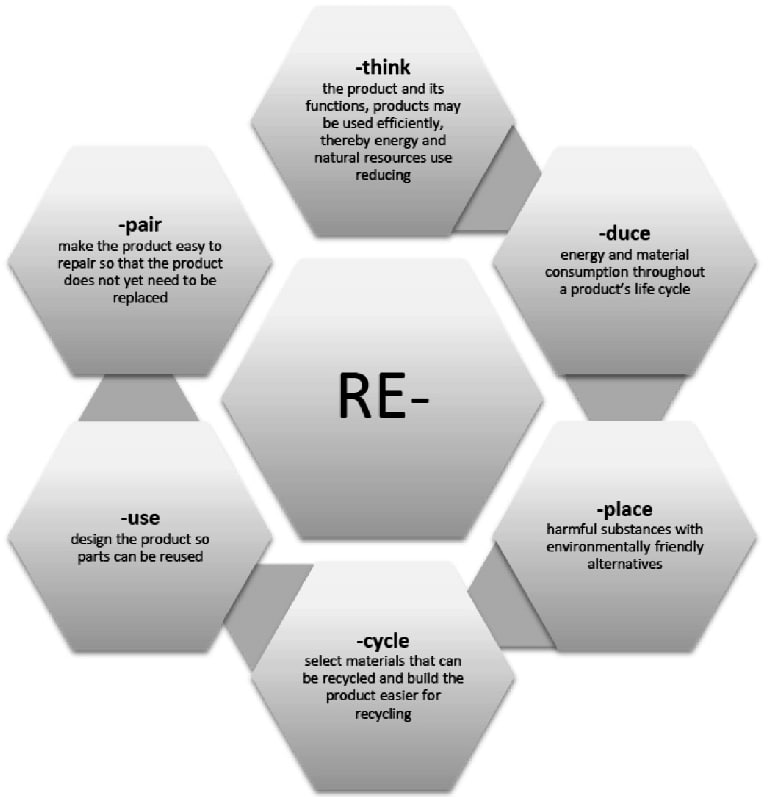 -think
the product and its
functions, products may
be used efficiently,
thereby energy and
natural resources use
reducing
-duce
energy and material
consumption throughout
a product's life cycle
-place
harmful substances with
environmentally friendly
alternatives
-cycle
select materials that can
be recycled and build the
product easier for
recycling
-use
design the product so
parts can be reused
-pair
make the product easy to
repair so that the product
does not yet need to be
replaced
RE-